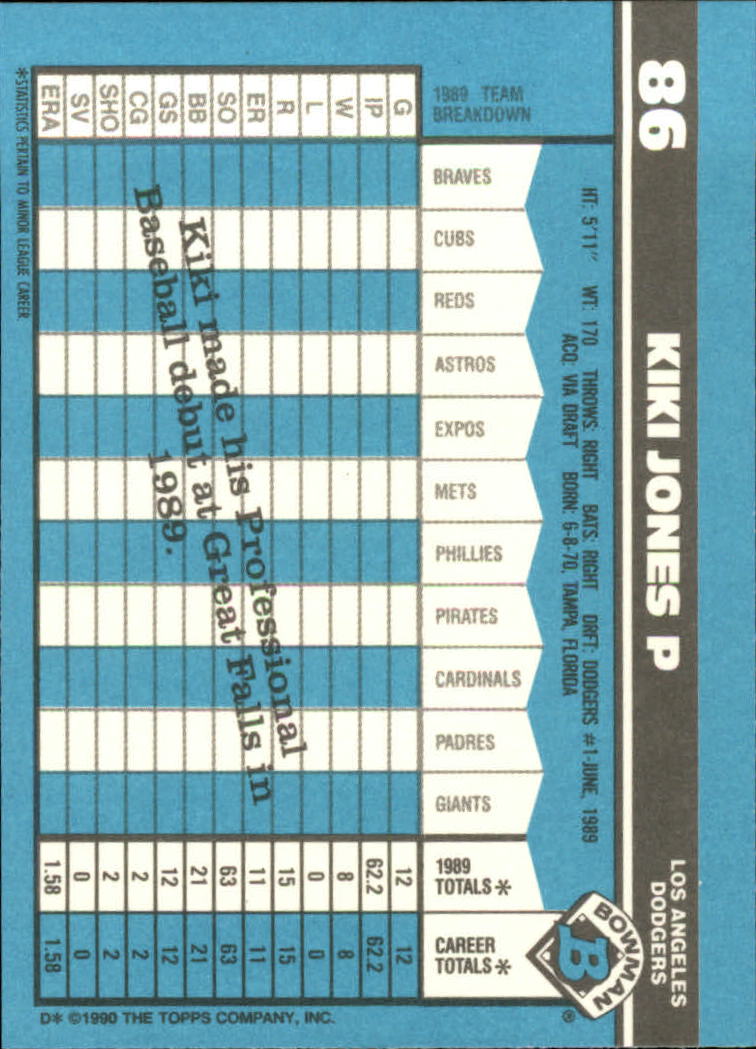 86
KIKI JONES P
LOS ANGELES
DODGERS
HT: 5'11" WT: 170 THROWS: RIGHT BATS: RIGHT DRFT: DODGERS #1-JUNE, 1989
ACQ: VIA DRAFT BORN: 6-8-70, TAMPA, FLORIDA
BOWMAN
B
1989 TEAM
BREAKDOWN
BRAVES
CUBS
REDS
ASTROS
EXPOS
METS
PHILLIES
PIRATES
CARDINALS
PADRES
GIANTS
1989
TOTALS*
CAREER
TOTALS*
G 12 12
IP 62.2 62.2
W 8 8
L 0 0
R 15 15
ER 11 11
SO 63 63
BB 21 21
GS 12 12
CG 2 2
SHO 2 2
SV 0 0
ERA 1.58 1.58
Kiki made his Professional
Baseball debut at Great Falls in
1989.
*STATISTICS PERTAIN TO MINOR LEAGUE CAREER.
D* ©1990 THE TOPPS COMPANY, INC.
®